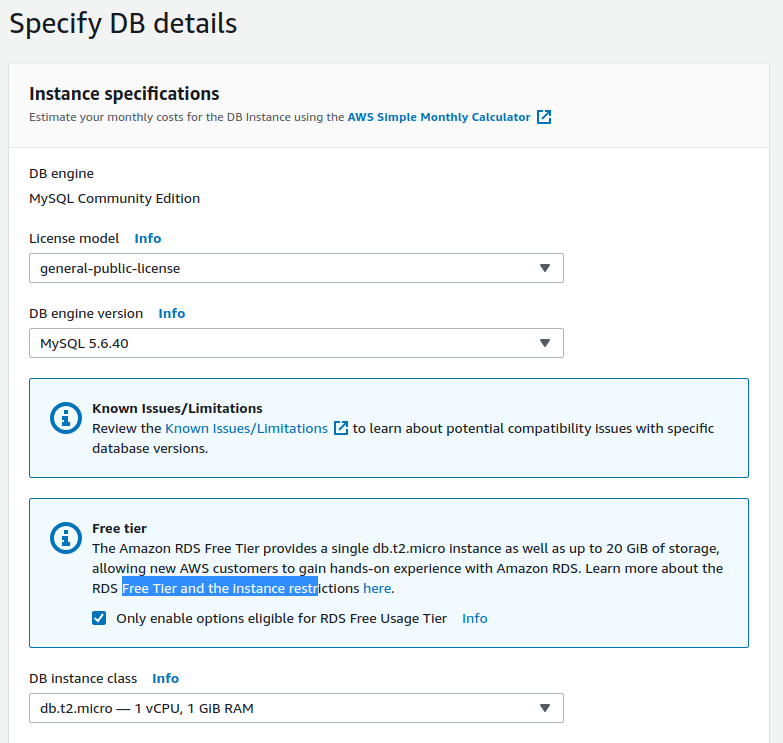 Specify DB details
Instance specifications
Estimate your monthly costs for the DB Instance using the AWS Simple Monthly Calculator
DB engine
MySQL Community Edition
License model Info
general-public-license
DB engine version Info
MySQL 5.6.40
Known Issues/Limitations
Review the Known Issues/Limitations to learn about potential compatibility issues with specific
database versions.
Free tier
The Amazon RDS Free Tier provides a single db.t2.micro instance as well as up to 20 GiB of storage,
allowing new AWS customers to gain hands-on experience with Amazon RDS. Learn more about the
RDS Free Tier and the instance restrictions here.
Only enable options eligible for RDS Free Usage Tier Info
DB instance class Info
db.t2.micro — 1 vCPU, 1 GiB RAM